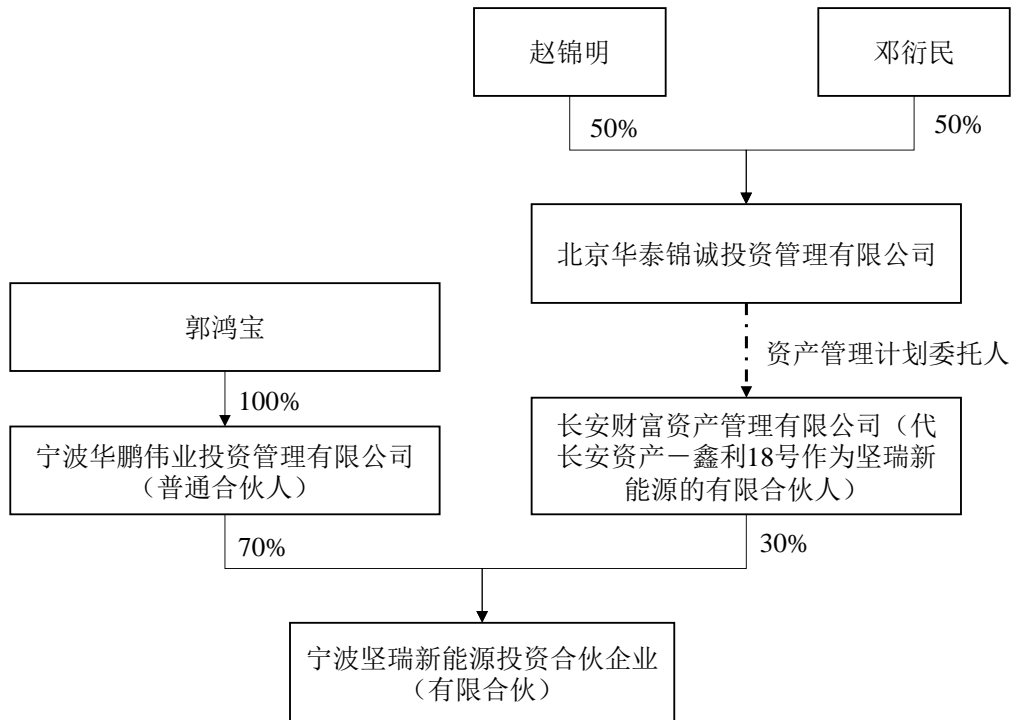 赵锦明
邓衍民
50%
50%
北京华泰锦诚投资管理有限公司
郭鸿宝
资产管理计划委托人
100%
宁波华鹏伟业投资管理有限公司
（普通合伙人）
长安财富资产管理有限公司（代
长安资产－鑫利18号作为坚瑞新
能源的有限合伙人）
70%
30%
宁波坚瑞新能源投资合伙企业
（有限合伙）